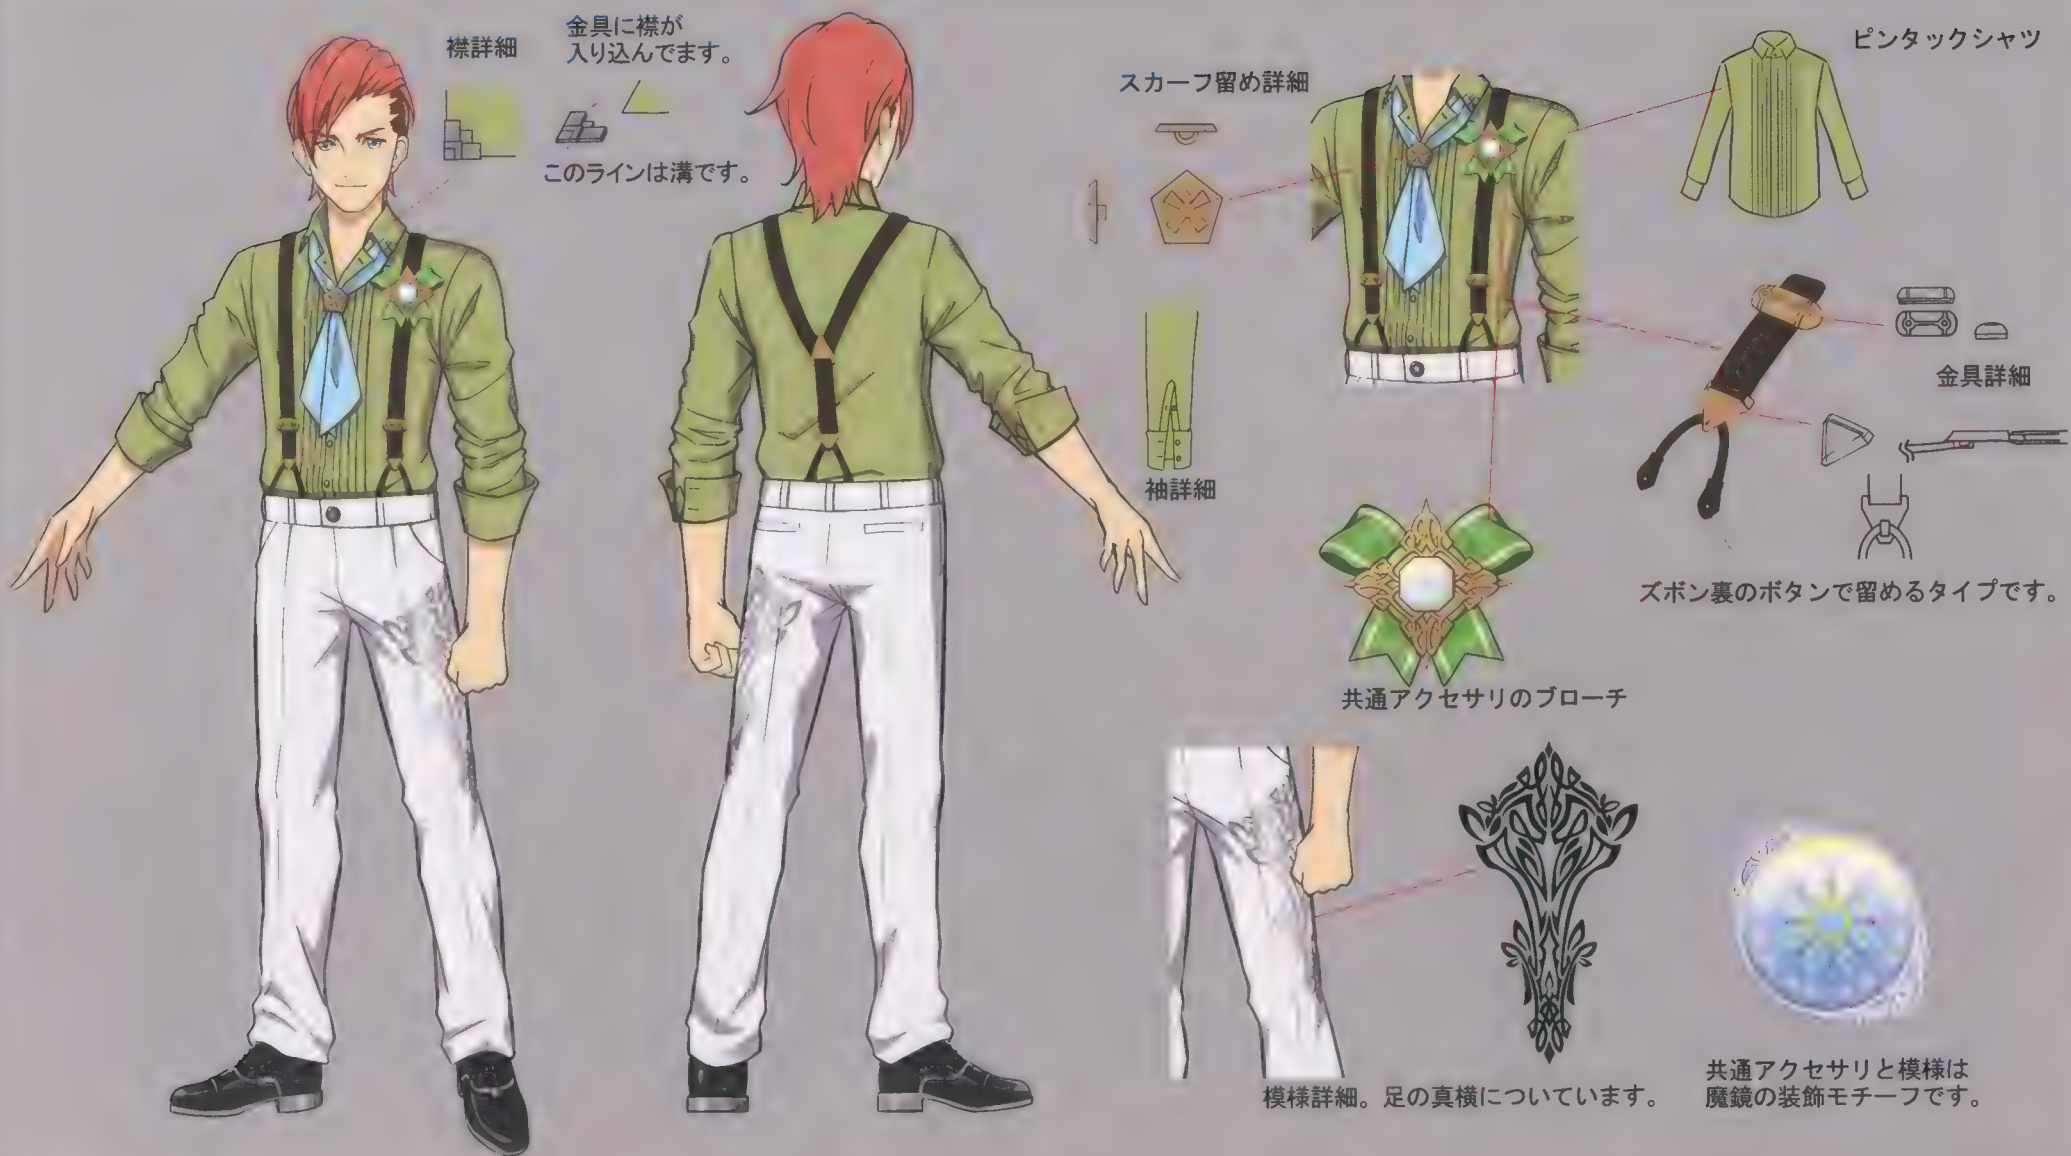 襟詳細
金具に襟が
入り込んでます。
このラインは溝です。
スカーフ留め詳細
ピンタックシャツ
袖詳細
金具詳細
ズボン裏のボタンで留めるタイプです。
共通アクセサリのブローチ
模様詳細。足の真横についています。
共通アクセサリと模様は
魔鏡の装飾モチーフです。